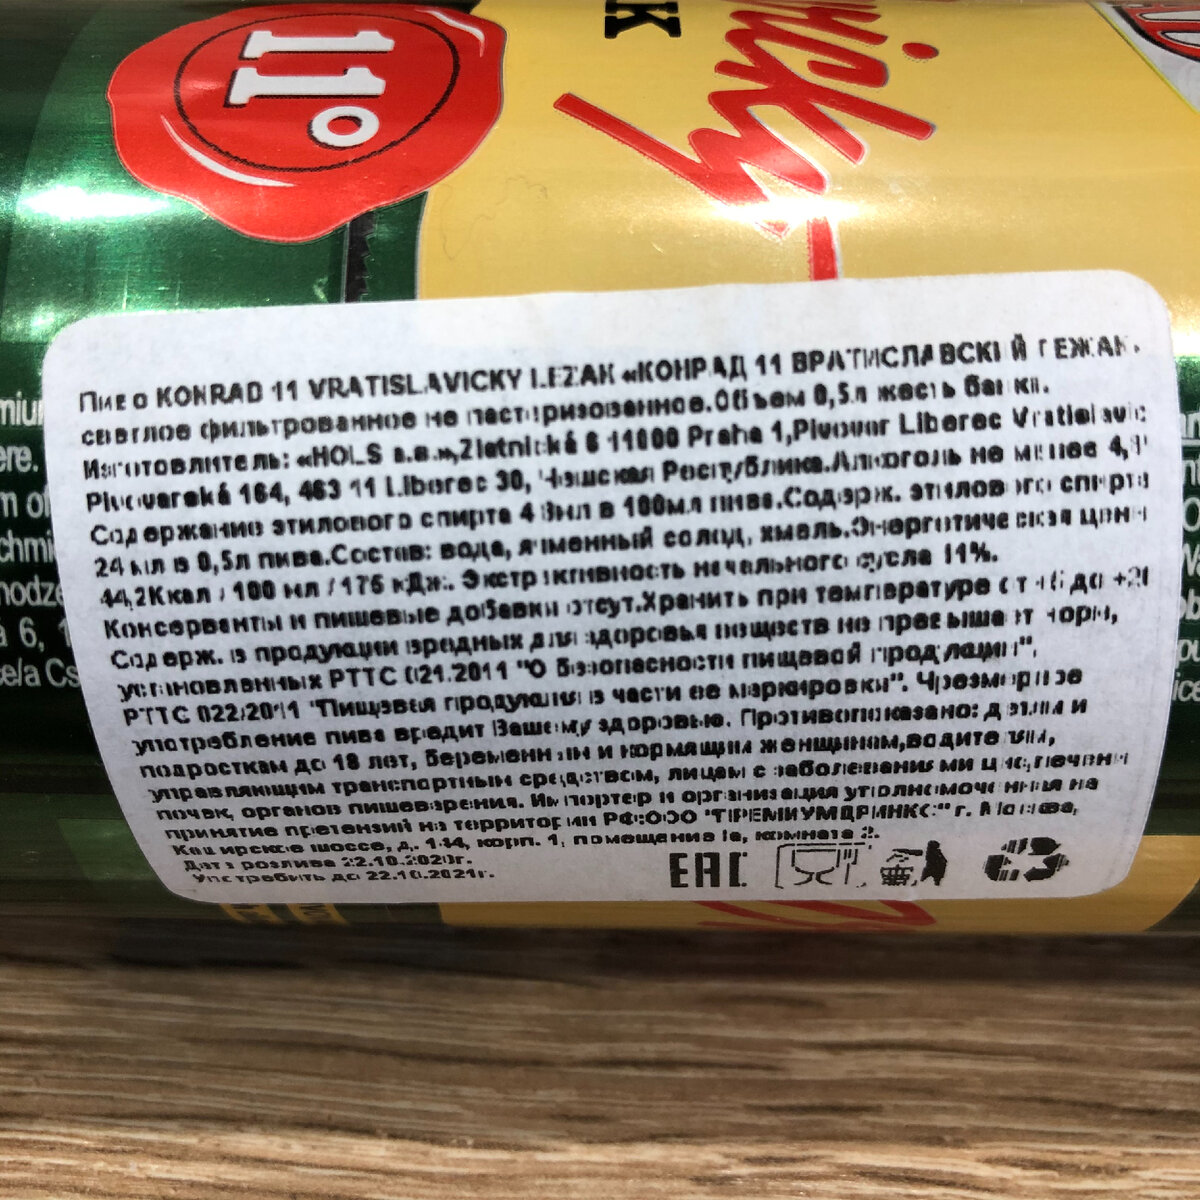 11°
Пиво KONRAD 11 VRATISLAVICKY LEZAK «КОНРАД 11 ВРАТИСЛАВСКИЙ ЛЕЖАК»
светлое фильтрованное не пастеризованное.Объем 0,5л жесть банки.
Изготовлитель: «HOLS a.s.»,Zlatnická 6 11000 Praha 1,Pivovar Liberec Vratislavic
Pivovarská 184, 463 11 Liberec 30, Чешская Республика.Алкоголь не менее 4,
Содержание этилового спирта 4 8мл в 100мл пива.Содерж. этилового спирта
24 мл в 0,5л пива.Состав: вода, ячменный солод, хмель.Энергетическая ценн
44,2Ккал / 100 мл / 176 кДж. Экстрактивность начального сусла 11%.
Консерванты и пищевые добавки отсут.Хранить при температуре от +6 до +20
Содерж. в продукции вредных для здоровья веществ не превышает норм,
установленных РТТС 021.2011 "О безопасности пищевой продукции",
РТТС 022/2011 "Пищевая продукция в части ее маркировки". Чрезмерное
употребление пива вредит Вашему здоровью. Противопоказано: детям и
подросткам до 18 лет, беременным и кормящим женщинам,водителям,
управляющим транспортным средством, лицам с заболеваниями ц нс,печени
почек, органов пищеварения. Импортер и организация уполномоченная на
принятие претензий на территории РФ:ООО "ПРЕМИУМДРИНКС" г. Москва,
Каширское шоссе, д. 144, корп. 1, помещение Iа, комната 2.
Дата розлива 22.10.2020г.
Употребить до 22.10.2021г.
EAC